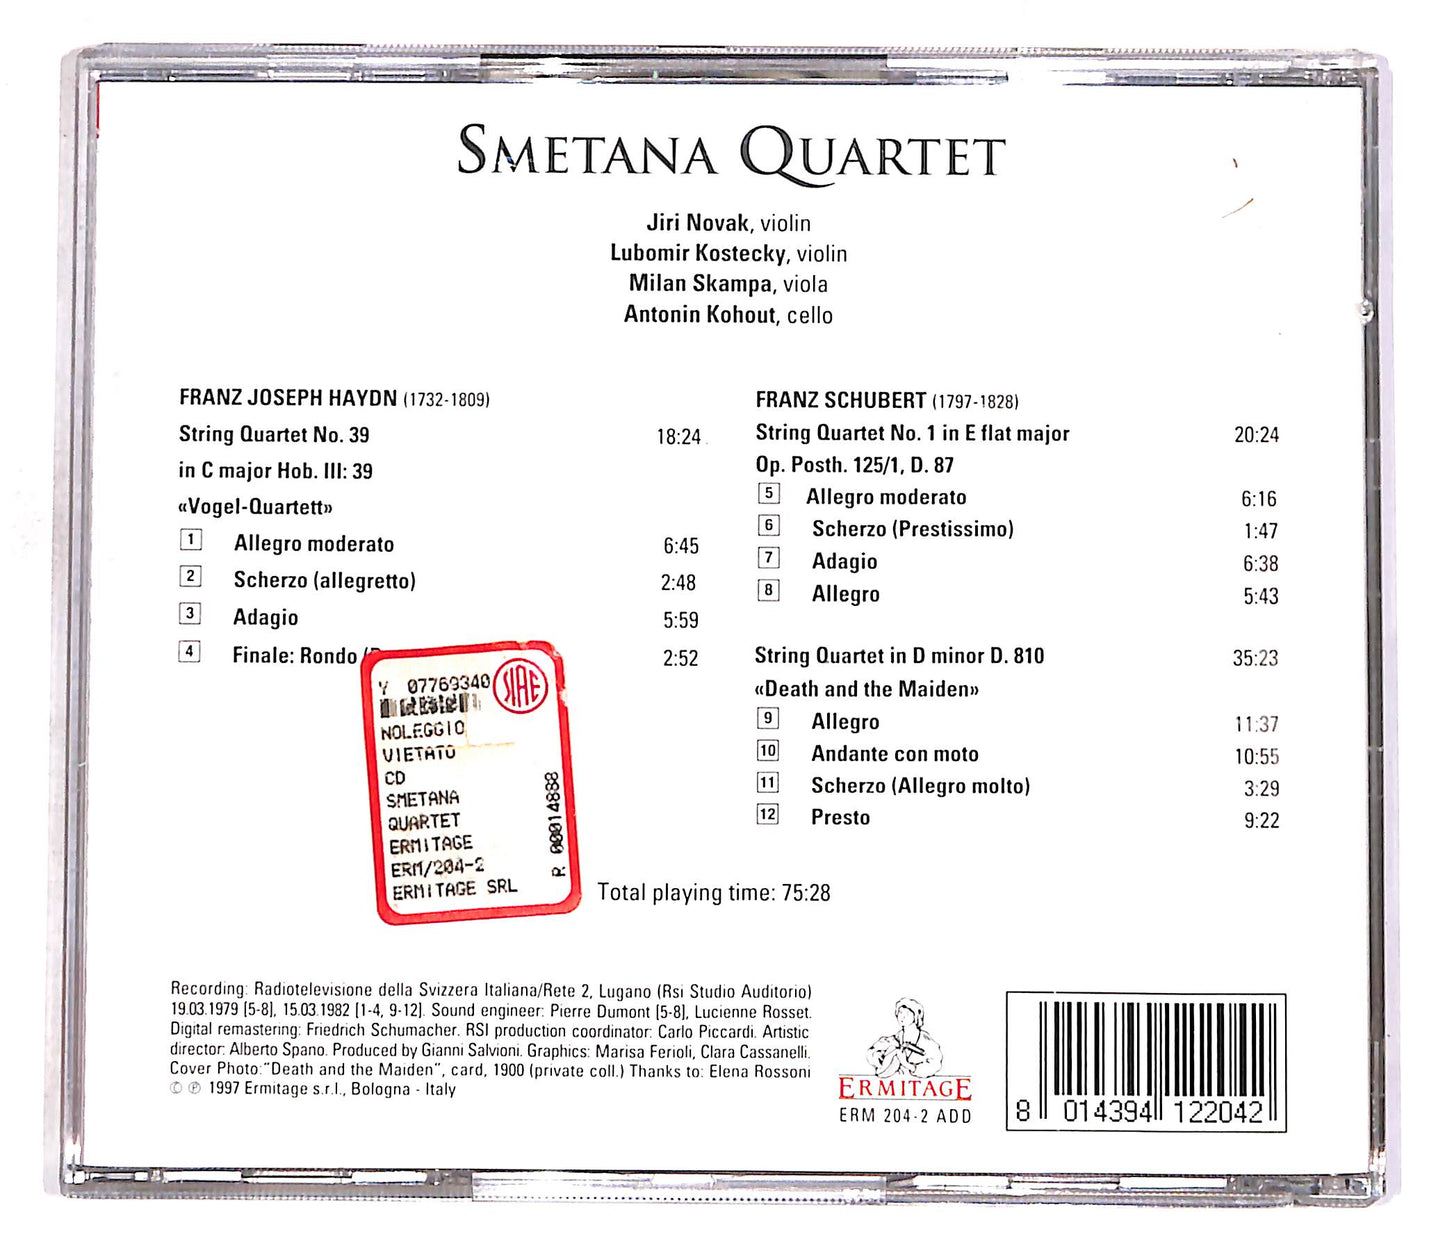 SMETANA QUARTET
Jiri Novak, violin
Lubomir Kostecky, violin
Milan Skampa, viola
Antonin Kohout, cello
FRANZ JOSEPH HAYDN (1732-1809)
String Quartet No. 39 18:24
in C major Hob. III: 39
«Vogel-Quartett»
1 Allegro moderato 6:45
2 Scherzo (allegretto) 2:48
3 Adagio 5:59
4 Finale: Rondo 2:52
FRANZ SCHUBERT (1797-1828)
String Quartet No. 1 in E flat major 20:24
Op. Posth. 125/1, D. 87
5 Allegro moderato 6:16
6 Scherzo (Prestissimo) 1:47
7 Adagio 6:38
8 Allegro 5:43
String Quartet in D minor D. 810 35:23
«Death and the Maiden»
9 Allegro 11:37
10 Andante con moto 10:55
11 Scherzo (Allegro molto) 3:29
12 Presto 9:22
Y 07769340
SIAE
NOLEGGIO
VIETATO
CD
SMETANA
QUARTET
ERMITAGE
ERM/204-2
ERMITAGE SRL
R 00014888
Total playing time: 75:28
Recording: Radiotelevisione della Svizzera Italiana/Rete 2, Lugano (Rsi Studio Auditorio)
19.03.1979 [5-8], 15.03.1982 [1-4, 9-12]. Sound engineer: Pierre Dumont [5-8], Lucienne Rosset.
Digital remastering: Friedrich Schumacher. RSI production coordinator: Carlo Piccardi. Artistic
director: Alberto Spano. Produced by Gianni Salvioni. Graphics: Marisa Ferioli, Clara Cassanelli.
Cover Photo:"Death and the Maiden", card, 1900 (private coll.) Thanks to: Elena Rossoni
© ℗ 1997 Ermitage s.r.l., Bologna - Italy
ERMITAGE
ERM 204-2 ADD
8 014394 122042